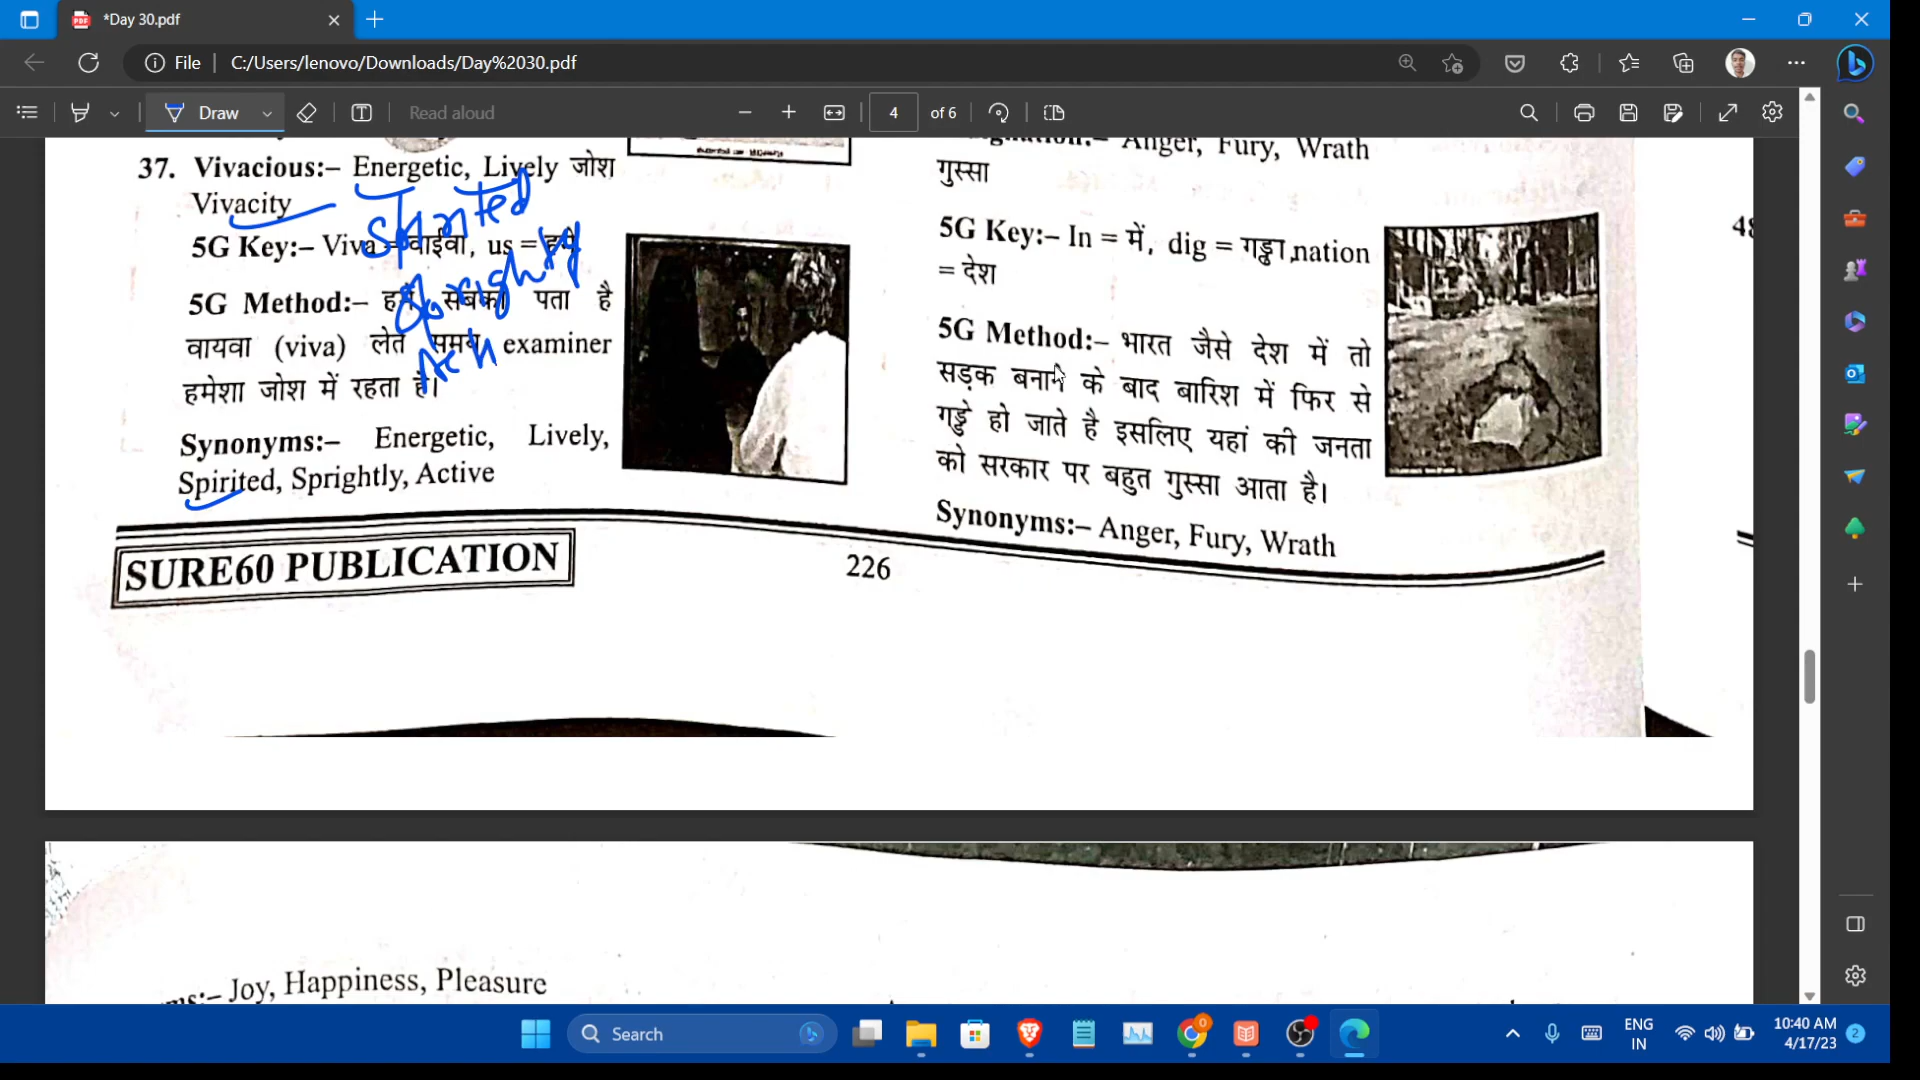 *Day 30.pdf
File
C:/Users/lenovo/Downloads/Day%2030.pdf
Draw
Read aloud
4 of 6
37. Vivacious:– Energetic, Lively जोश
Vivacity
Spirited
5G Key:– Viva = वाईवा, us = हमें
Sprightly
5G Method:– हम सबको पता है
वायवा (viva) लेते समय examiner
हमेशा जोश में रहता है।
Synonyms:– Energetic, Lively,
Spirited, Sprightly, Active
SURE60 PUBLICATION
226
Anger, Fury, Wrath
गुस्सा
5G Key:– In = में, dig = गड्ढा,nation
= देश
5G Method:– भारत जैसे देश में तो
सड़क बनाने के बाद बारिश में फिर से
गड्ढे हो जाते है इसलिए यहां की जनता
को सरकार पर बहुत गुस्सा आता है।
Synonyms:– Anger, Fury, Wrath
48
Joy, Happiness, Pleasure
Search
ENG
IN
10:40 AM
4/17/23
2